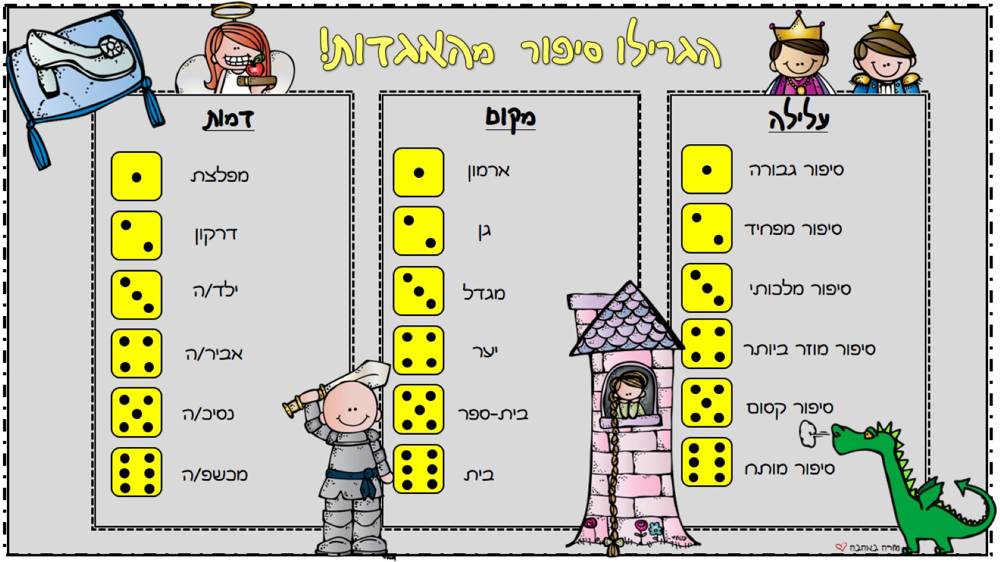 הגרילו סיפור מהאגדות!
עלילה
סיפור גבורה
סיפור מפחיד
סיפור מלכותי
סיפור מוזר ביותר
סיפור קסום
סיפור מותח
מקום
ארמון
גן
מגדל
יער
בית-ספר
בית
דמות
מפלצת
דרקון
ילד/ה
אביר/ה
נסיכ/ה
מכשפ/ה
מורה באהבה